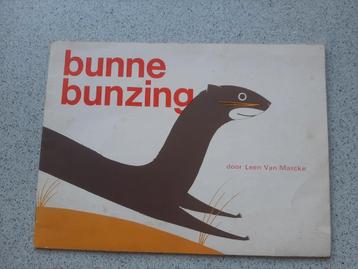 bunne
bunzing
door Leen Van Marcke